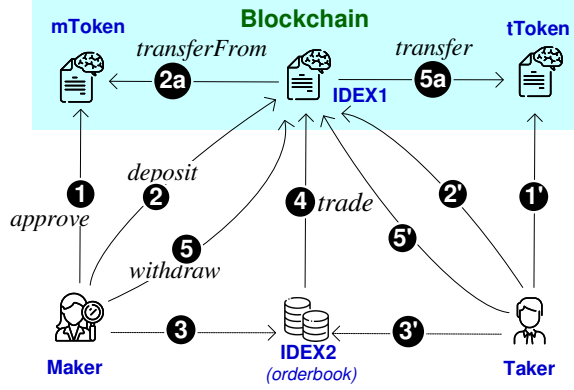 Blockchain
mToken
tToken
transferFrom
transfer
2a
5a
IDEX1
1
deposit
2
approve
4
trade
2'
1'
5
5'
withdraw
3
3'
Maker
IDEX2
(orderbook)
Taker